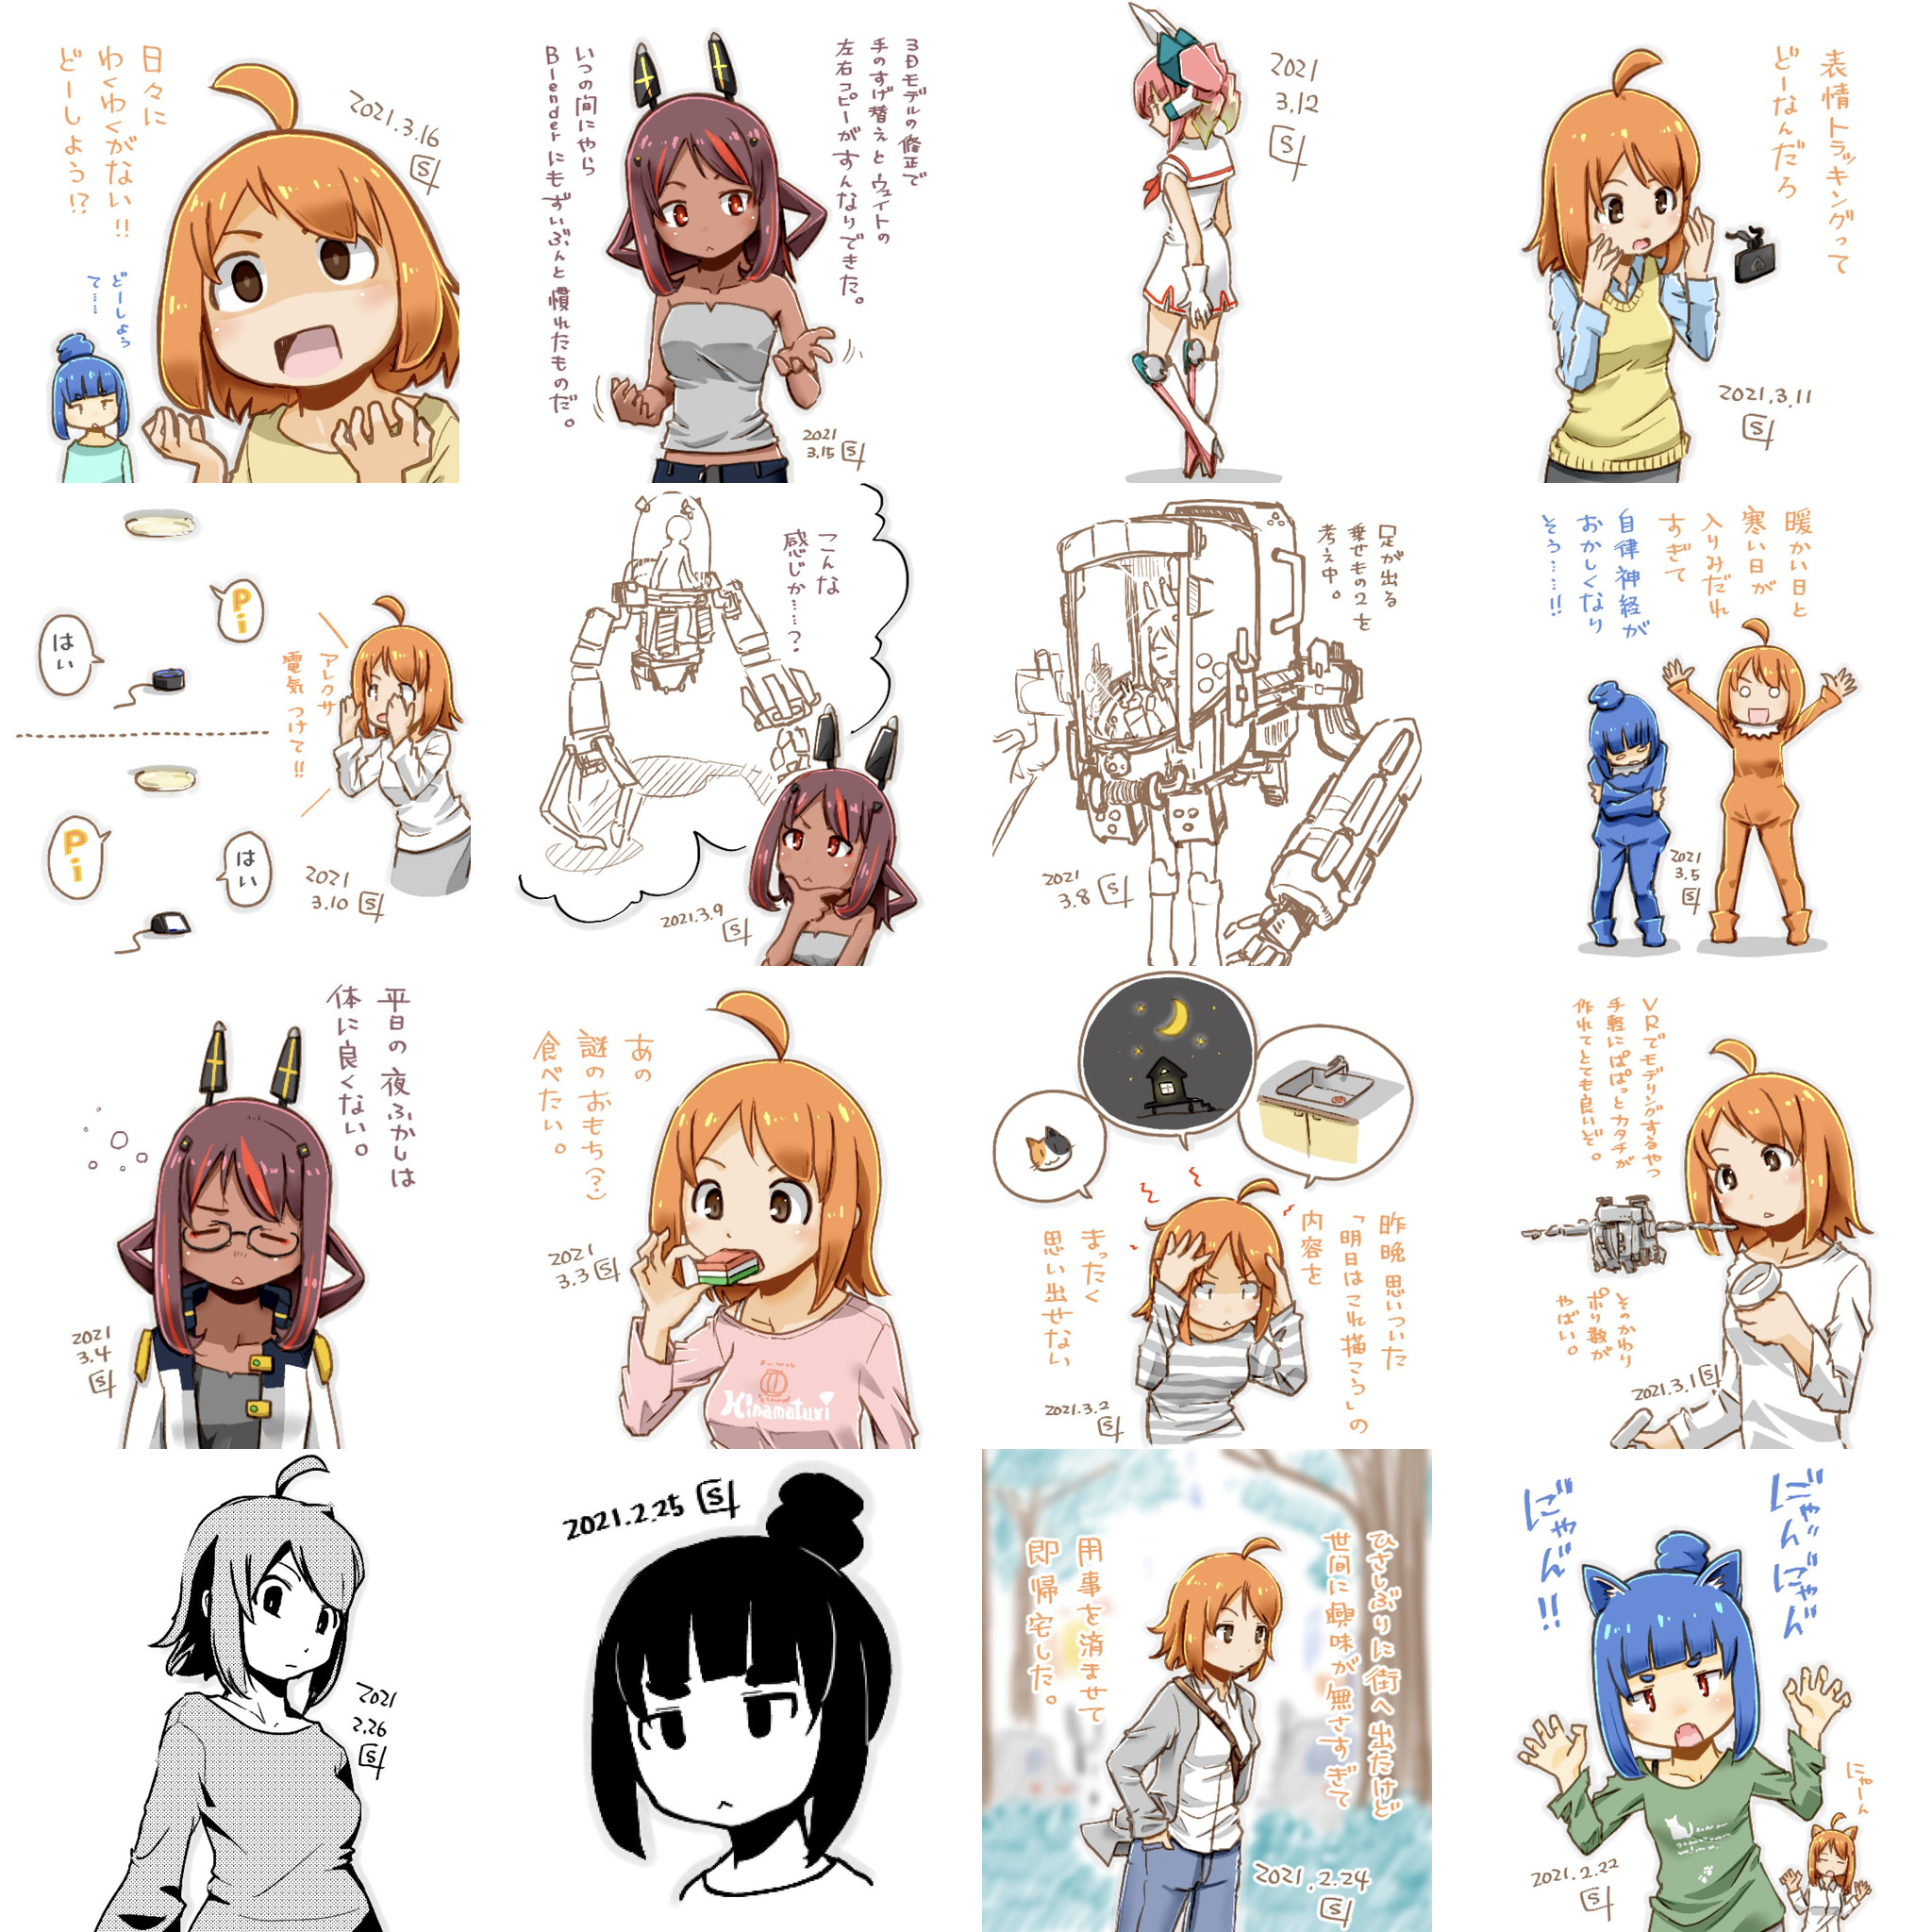 日々に
わくわくがない!!
どーしよう!?
2021.3.16
どーしよう
て……
3Dモデルの修正で
手のすげ替えとウェイトの
左右コピーがすんなりできた。
いつの間にやら
Blenderにもずいぶんと慣れたものだ。
2021
3.15
2021
3.12
表情トラッキングって
どーなんだろ
2021.3.11
Pi
はい
アレクサ
電気つけて!!
Pi
はい
2021
3.10
こんな
感じか……?
2021.3.9
足が出る
乗せもの2を
考え中。
2021
3.8
暖かい日と
寒い日が
入りみだれ
すぎて
自律神経が
おかしくなり
そう……!!
2021
3.5
平日の夜ふかしは
体に良くない。
2021
3.4
あの
謎のおもち(?)
食べたい。
Hinamaturi
2021
3.3
昨晩思いついた
「明日はこれ描こう」の
内容を
まったく
思い出せない
2021.3.2
VRでモデリングするやつ
手軽にぱぱっとカタチが
作れてとても良いぞ。
そのかわり
ポリ数が
やばい。
2021.3.1
2021
2.26
2021.2.25
ひさしぶりに街へ出たけど
世間に興味が無さすぎて
用事を済ませて
即帰宅した。
2021.2.24
にゃんにゃん
にゃん!!
にゃーん
2021.2.22